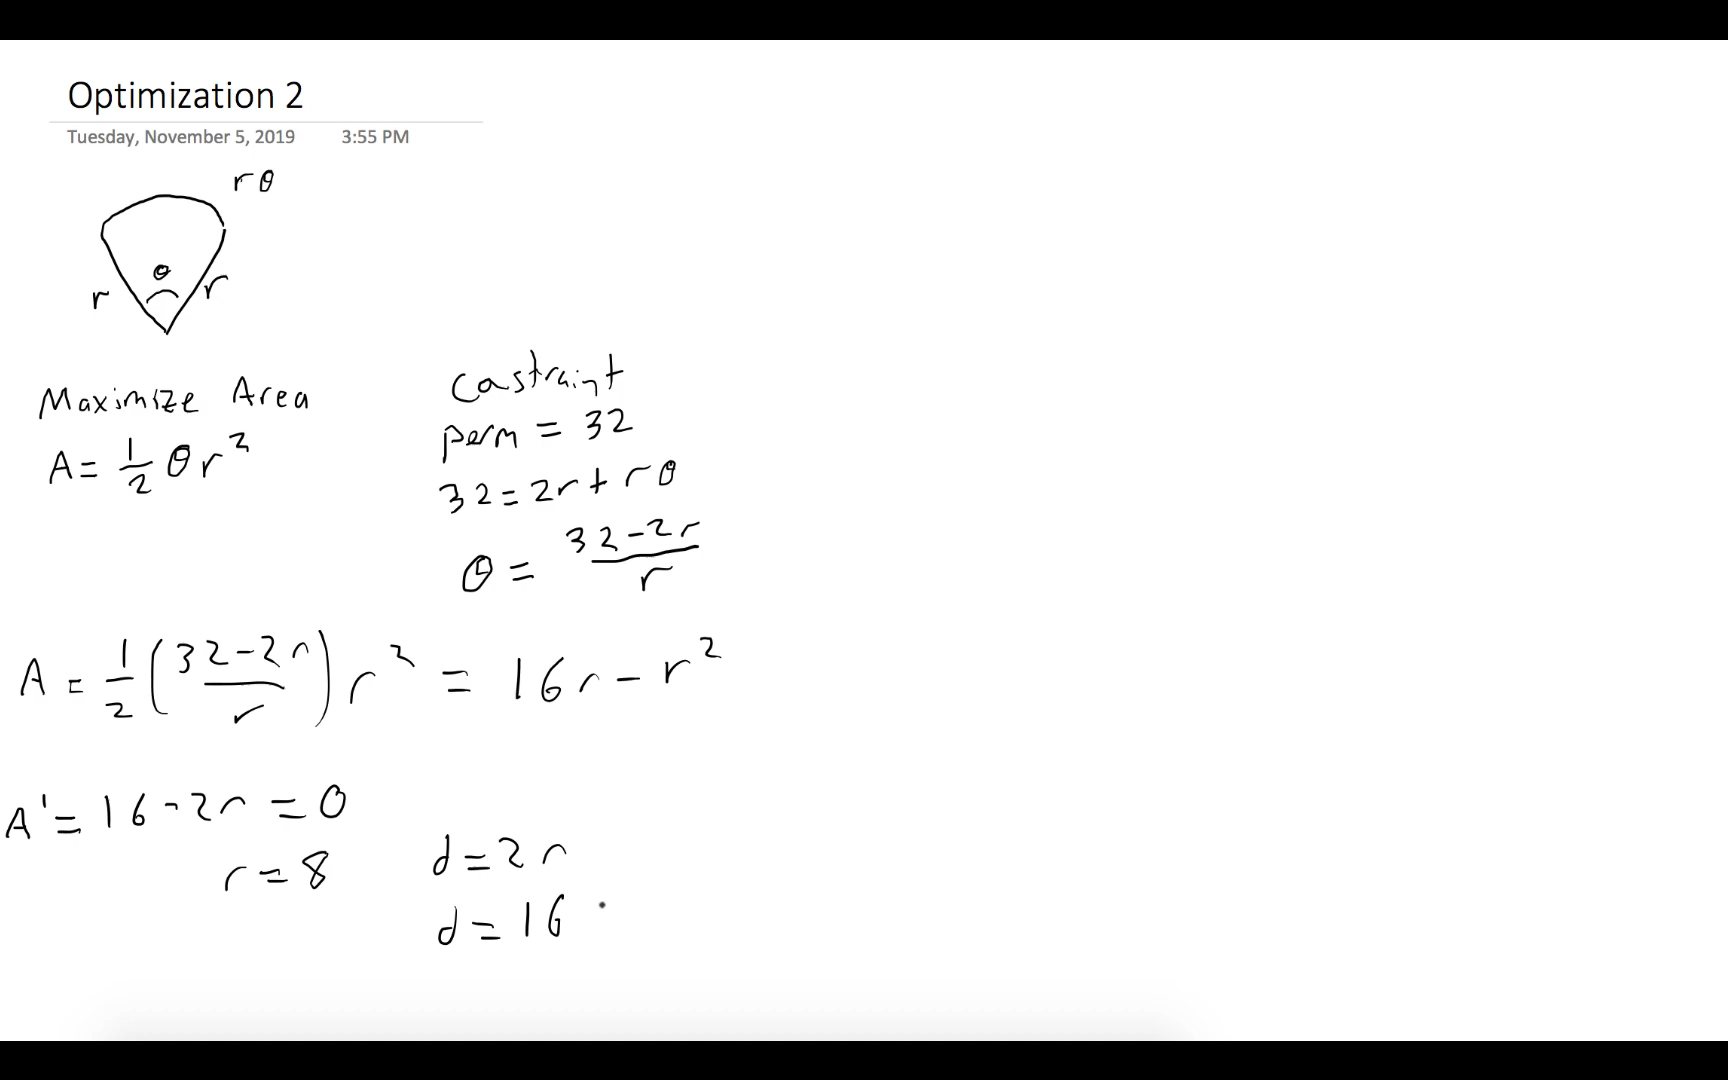 Optimization 2
Tuesday, November 5, 2019 3:55 PM
rθ
θ
r r
Maximize Area
A = 1/2 θ r²
Castraint
perm = 32
32 = 2r + rθ
θ = (32-2r)/r
A = 1/2 ((32-2r)/r) r² = 16r - r²
A' = 16 - 2r = 0
r = 8
d = 2r
d = 16